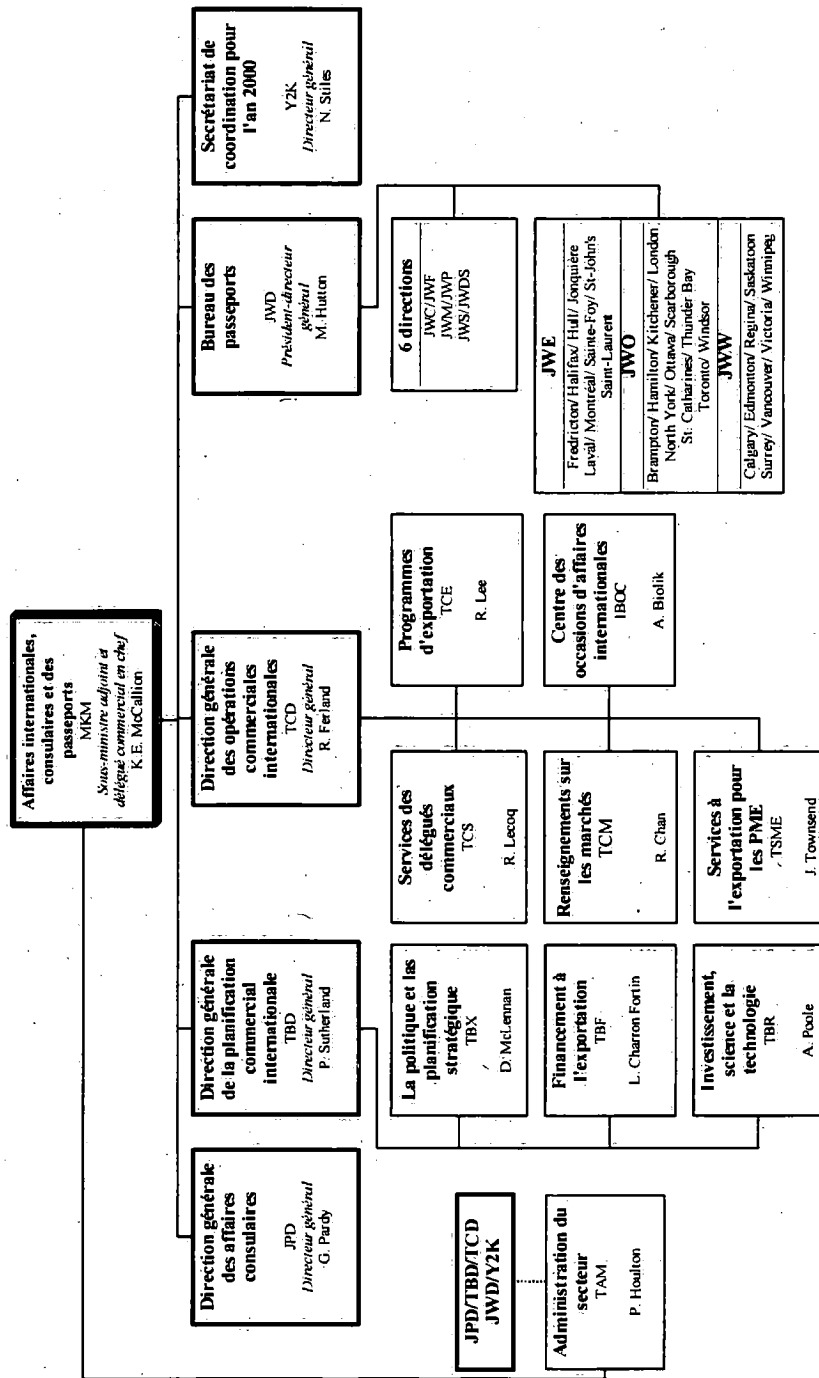 Affaires internationales,
consulaires et des
passeports
MKM
Sous-ministre adjoint et
délégué commercial en chef
K.E. McCallion
Direction générale
des affaires
consulaires
JPD
Directeur général
G. Pardy
Direction générale
de la planification
commercial
internationale
TBD
Directeur général
P. Sutherland
Direction générale
des opérations
commerciales
internationales
TCD
Directeur général
R. Ferland
Bureau des
passeports
JWD
Président-directeur
général
M. Hutton
Secrétariat de
coordination pour
l'an 2000
Y2K
Directeur général
N. Stiles
JPD/TBD/TCD
JWD/Y2K
Administration du
secteur
TAM
P. Houlton
La politique et las
planification
stratégique
TBX
D. McLennan
Financement à
l'exportation
TBF
L. Charron Fortin
Investissement,
science et la
technologie
TBR
A. Poole
Services des
délégués
commerciaux
TCS
R. Lecoq
Programmes
d'exportation
TCE
R. Lee
Renseignements sur
les marchés
TCM
R. Chan
Centre des
occasions d'affaires
internationales
IBOC
A. Biolik
Services à
l'exportation pour
les PME
TSME
J. Townsend
6 directions
JWC/JWF
JWM/JWP
JWS/JWDS
JWE
Fredricton/ Halifax/ Hull/ Jonquière
Laval/ Montréal/ Sainte-Foy/ St-John's
Saint-Laurent
JWO
Brampton/ Hamilton/ Kitchener/ London
North York/ Ottawa/ Scarborough
St. Catharines/ Thunder Bay
Toronto/ Windsor
JWW
Calgary/ Edmonton/ Regina/ Saskatoon
Surrey/ Vancouver/ Victoria/ Winnipeg